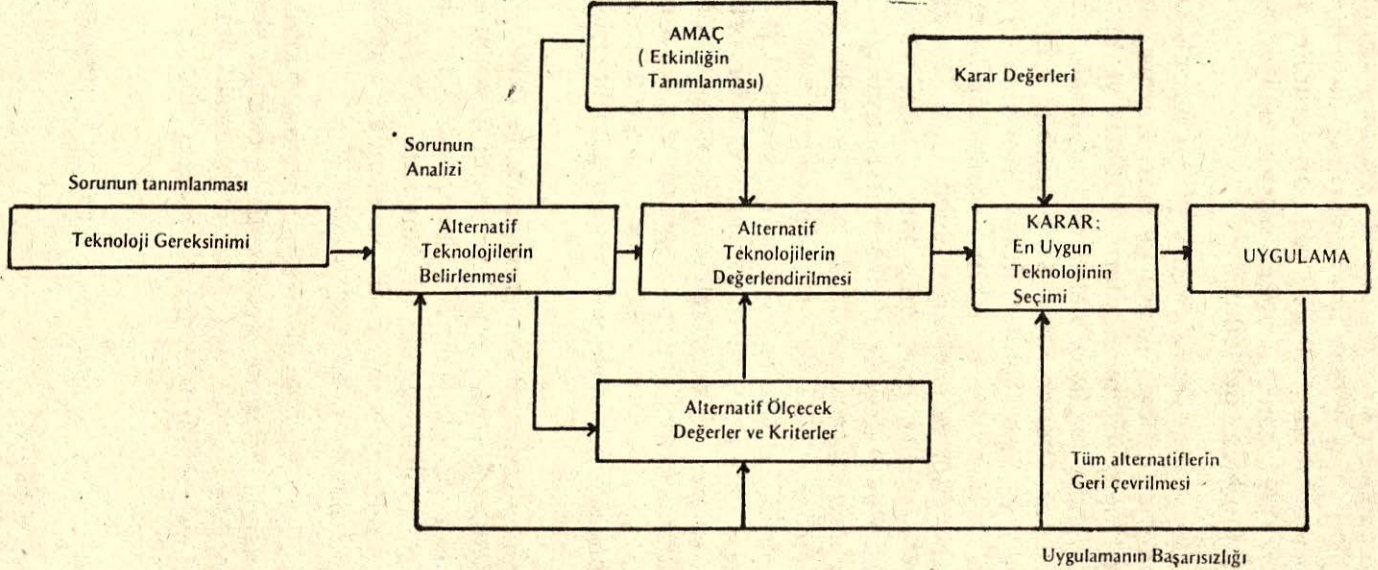 AMAÇ
( Etkinliğin
Tanımlanması)
Karar Değerleri
Sorunun
Analizi
Sorunun tanımlanması
Teknoloji Gereksinimi
Alternatif
Teknolojilerin
Belirlenmesi
Alternatif
Teknolojilerin
Değerlendirilmesi
KARAR:
En Uygun
Teknolojinin
Seçimi
UYGULAMA
Alternatif Ölçecek
Değerler ve Kriterler
Tüm alternatiflerin
Geri çevrilmesi
Uygulamanın Başarısızlığı